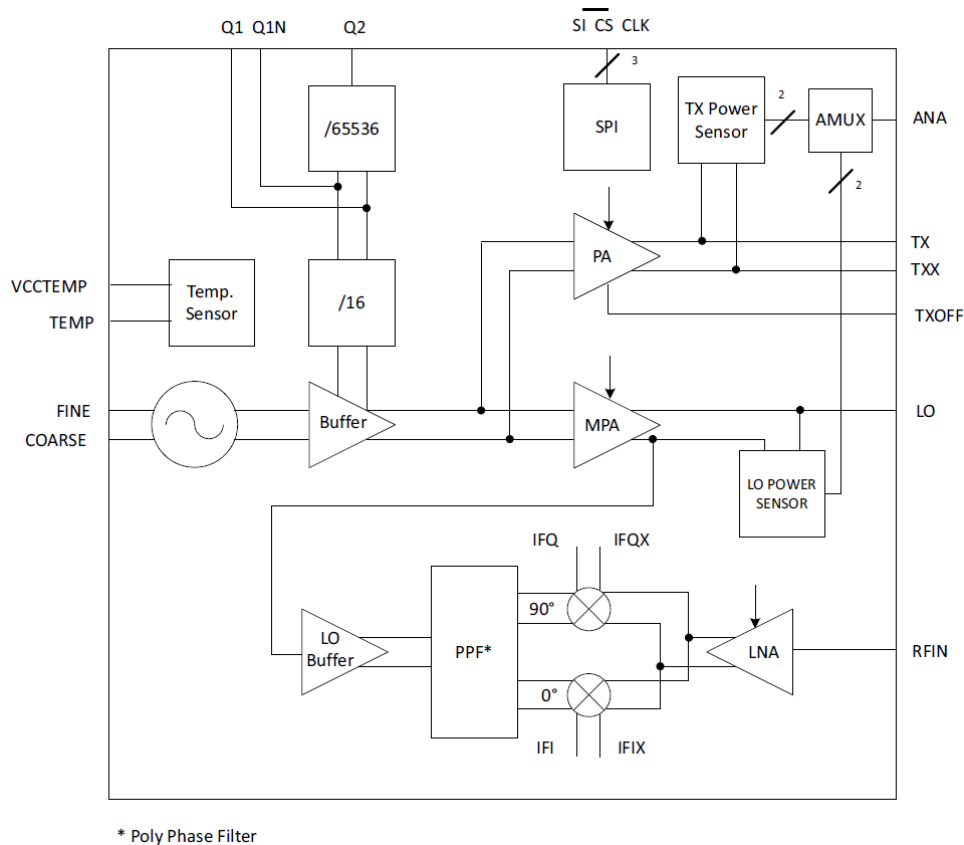 Q1 Q1N Q2 SI CS CLK
3
/65536
SPI
TX Power
Sensor
2
AMUX
ANA
2
PA
TX
TXX
TXOFF
VCCTEMP
TEMP
Temp.
Sensor
/16
FINE
COARSE
Buffer
MPA
LO
LO POWER
SENSOR
IFQ IFQX
90°
LO
Buffer
PPF*
LNA
RFIN
0°
IFI IFIX
* Poly Phase Filter